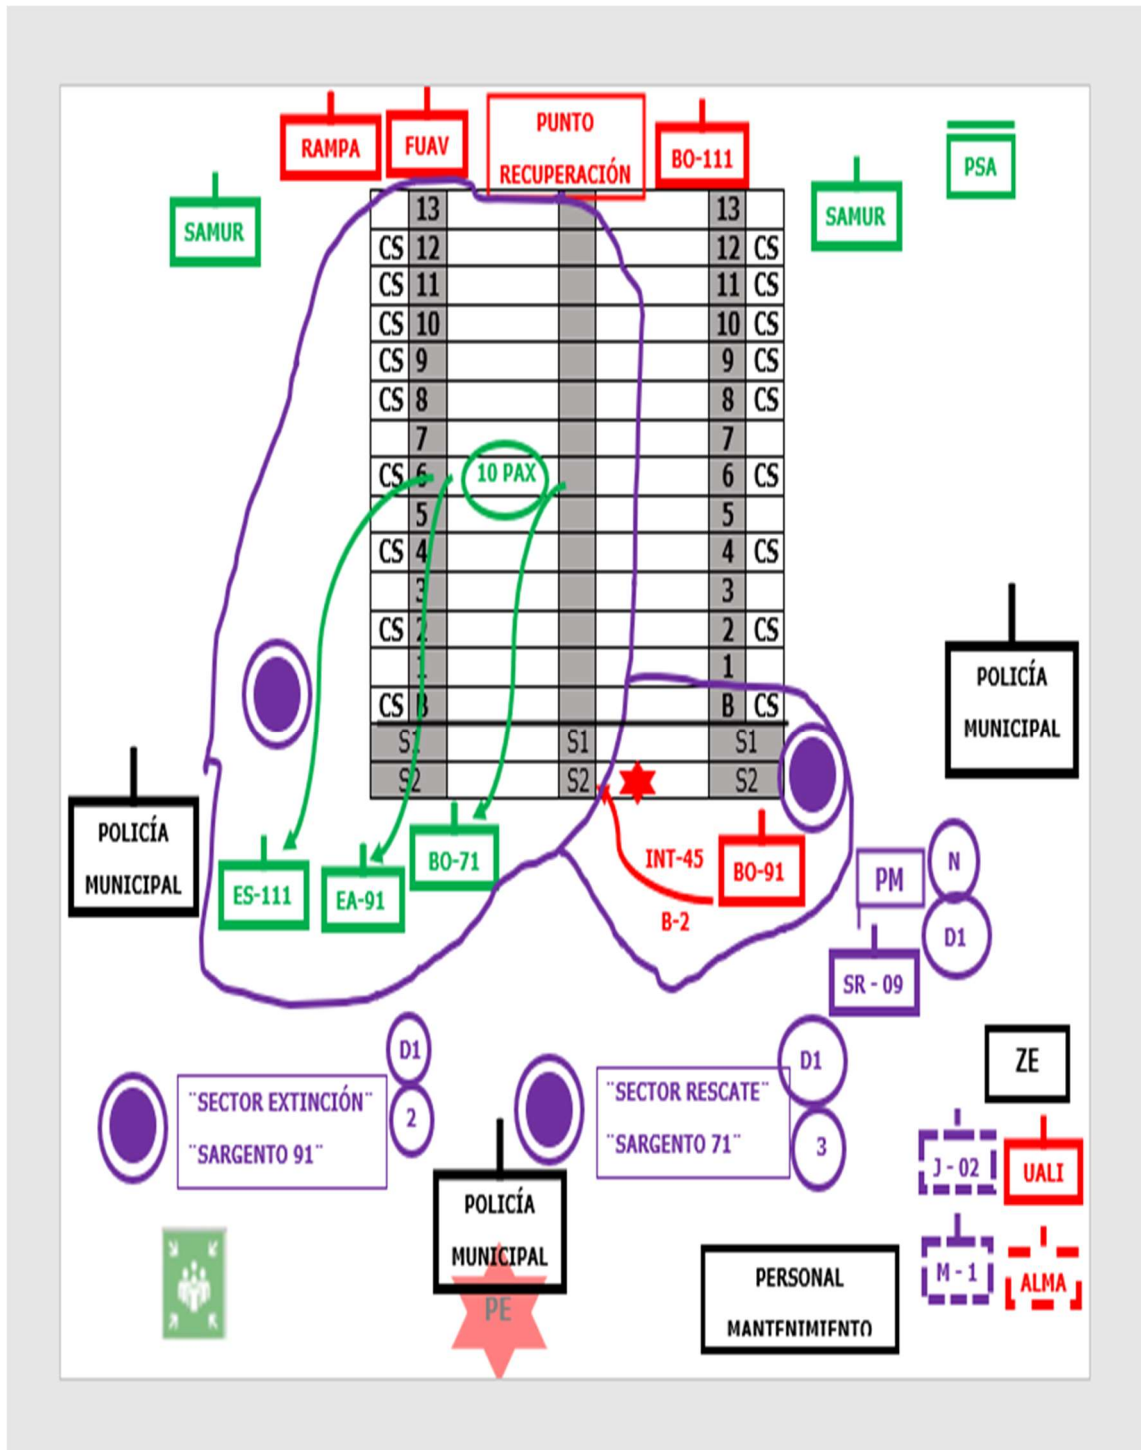 RAMPA
FUAV
PUNTO
RECUPERACIÓN
BO-111
PSA
SAMUR
SAMUR
13 13
CS 12 12 CS
CS 11 11 CS
CS 10 10 CS
CS 9 9 CS
CS 8 8 CS
7 7
CS 6 10 PAX 6 CS
5 5
CS 4 4 CS
3 3
CS 2 2 CS
1 1
CS B B CS
S1 S1 S1
S2 S2 S2
POLICÍA
MUNICIPAL
POLICÍA
MUNICIPAL
ES-111
EA-91
BO-71
INT-45
B-2
BO-91
PM
N
D1
SR - 09
¨SECTOR EXTINCIÓN¨
¨SARGENTO 91¨
D1
2
¨SECTOR RESCATE¨
¨SARGENTO 71¨
D1
3
ZE
J - 02
UALI
M - 1
ALMA
POLICÍA
MUNICIPAL
PE
PERSONAL
MANTENIMIENTO